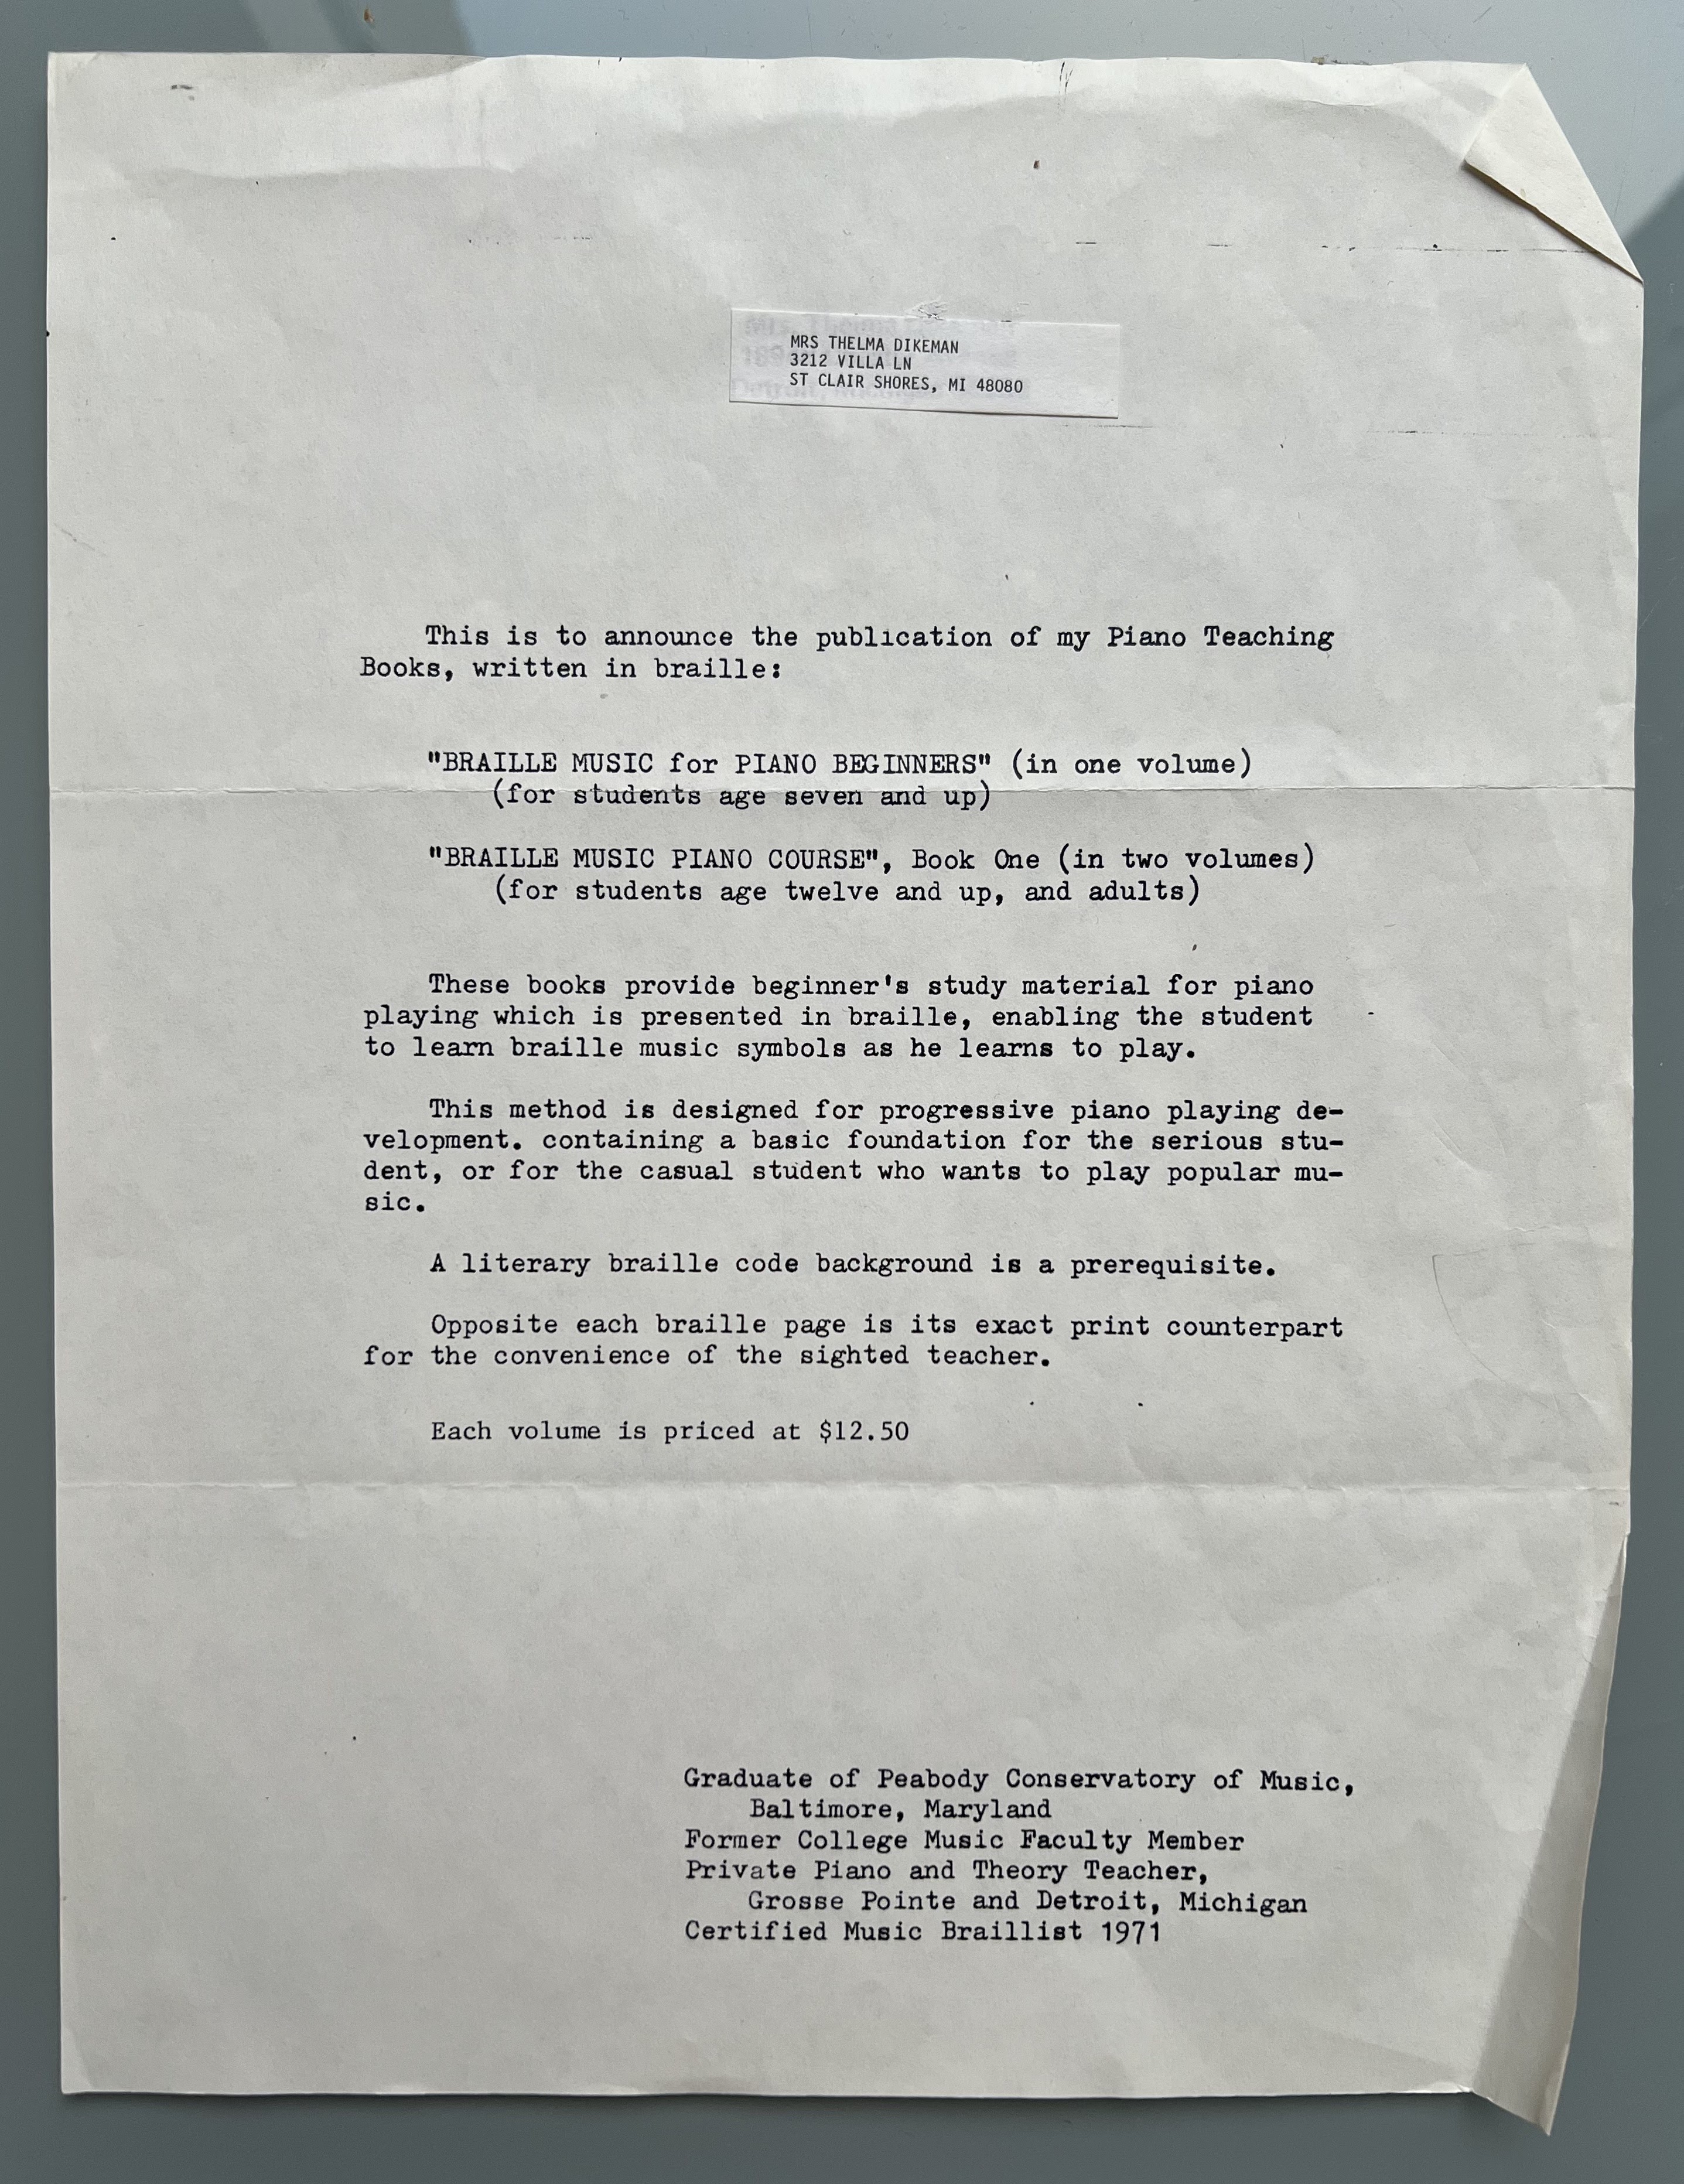 MRS THELMA DIKEMAN
3212 VILLA LN
ST CLAIR SHORES, MI 48080
This is to announce the publication of my Piano Teaching
Books, written in braille:
"BRAILLE MUSIC for PIANO BEGINNERS" (in one volume)
(for students age seven and up)
"BRAILLE MUSIC PIANO COURSE", Book One (in two volumes)
(for students age twelve and up, and adults)
These books provide beginner's study material for piano
playing which is presented in braille, enabling the student
to learn braille music symbols as he learns to play.
This method is designed for progressive piano playing de-
velopment. containing a basic foundation for the serious stu-
dent, or for the casual student who wants to play popular mu-
sic.
A literary braille code background is a prerequisite.
Opposite each braille page is its exact print counterpart
for the convenience of the sighted teacher.
Each volume is priced at $12.50
Graduate of Peabody Conservatory of Music,
Baltimore, Maryland
Former College Music Faculty Member
Private Piano and Theory Teacher,
Grosse Pointe and Detroit, Michigan
Certified Music Braillist 1971